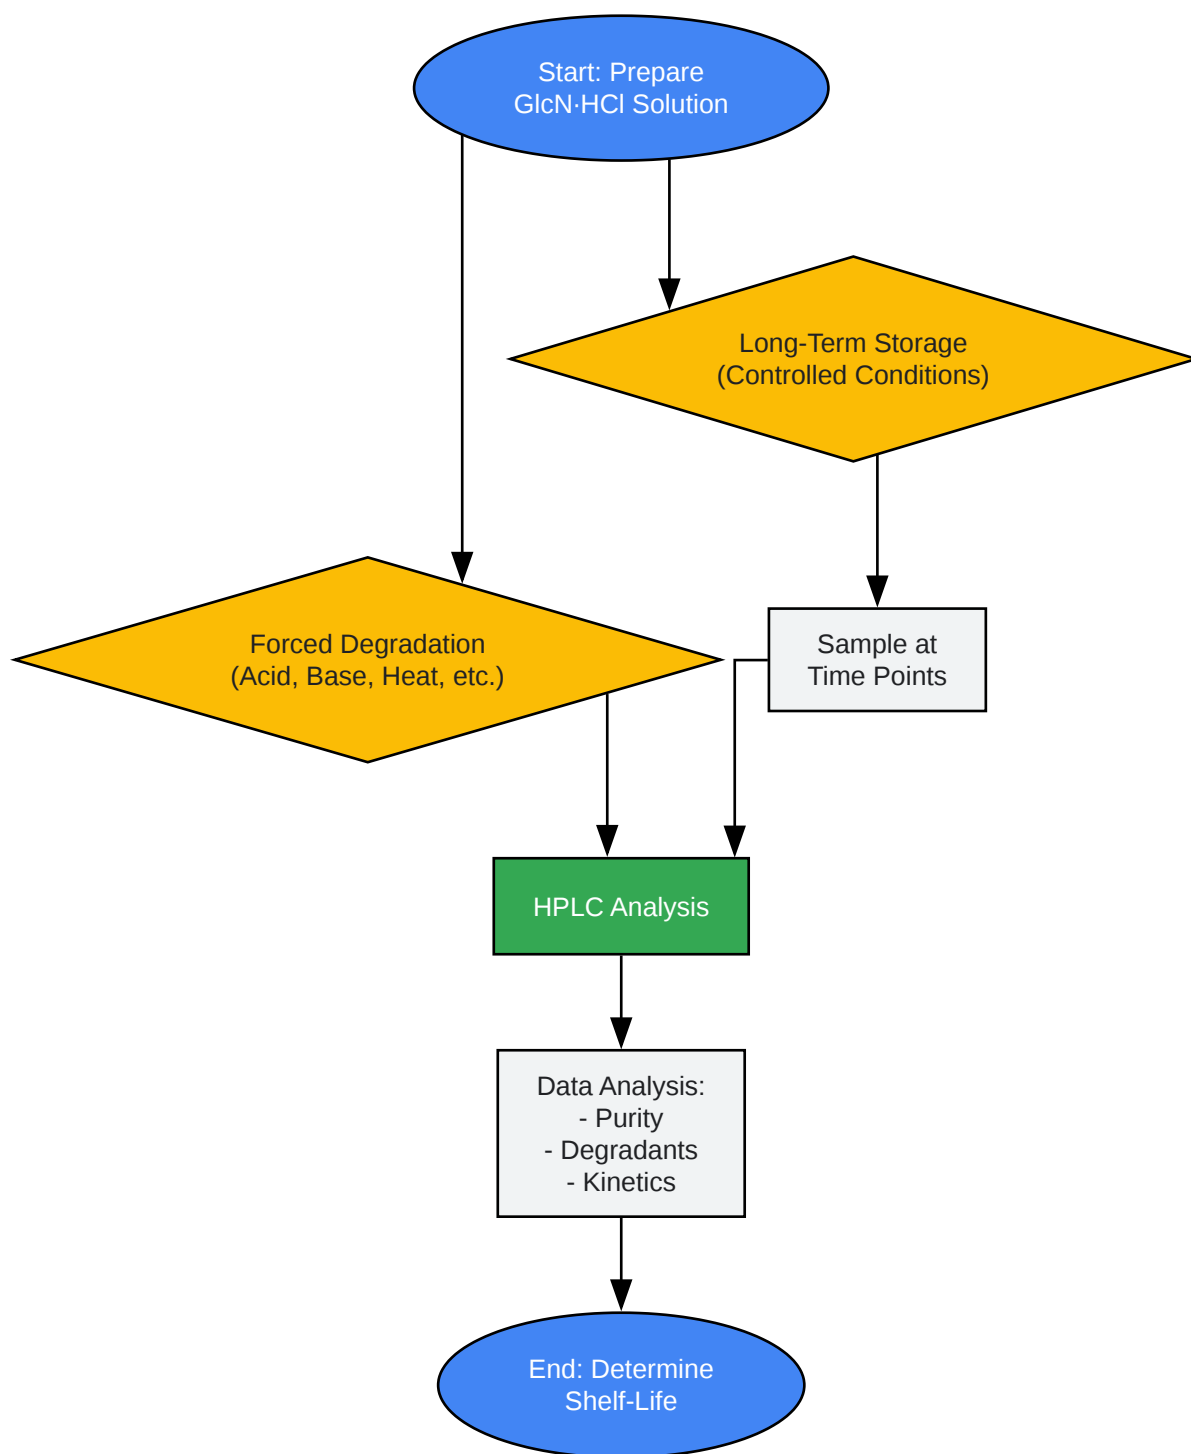 Start: Prepare
GlcN·HCl Solution
Long-Term Storage
(Controlled Conditions)
Forced Degradation
(Acid, Base, Heat, etc.)
Sample at
Time Points
HPLC Analysis
Data Analysis:
- Purity
- Degradants
- Kinetics
End: Determine
Shelf-Life